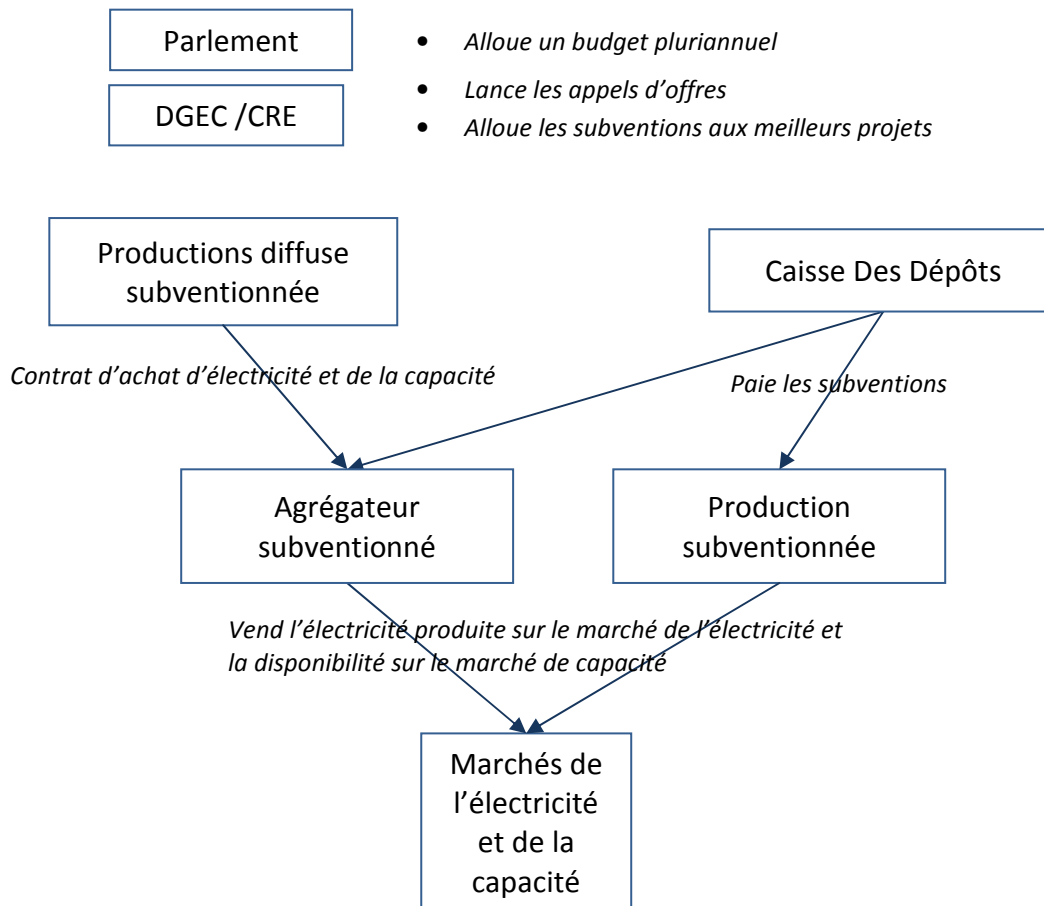 Parlement
• Alloue un budget pluriannuel
DGEC /CRE
• Lance les appels d’offres
• Alloue les subventions aux meilleurs projets
Productions diffuse
subventionnée
Caisse Des Dépôts
Contrat d’achat d’électricité et de la capacité
Paie les subventions
Agrégateur
subventionné
Production
subventionnée
Vend l’électricité produite sur le marché de l’électricité et
la disponibilité sur le marché de capacité
Marchés de
l’électricité
et de la
capacité